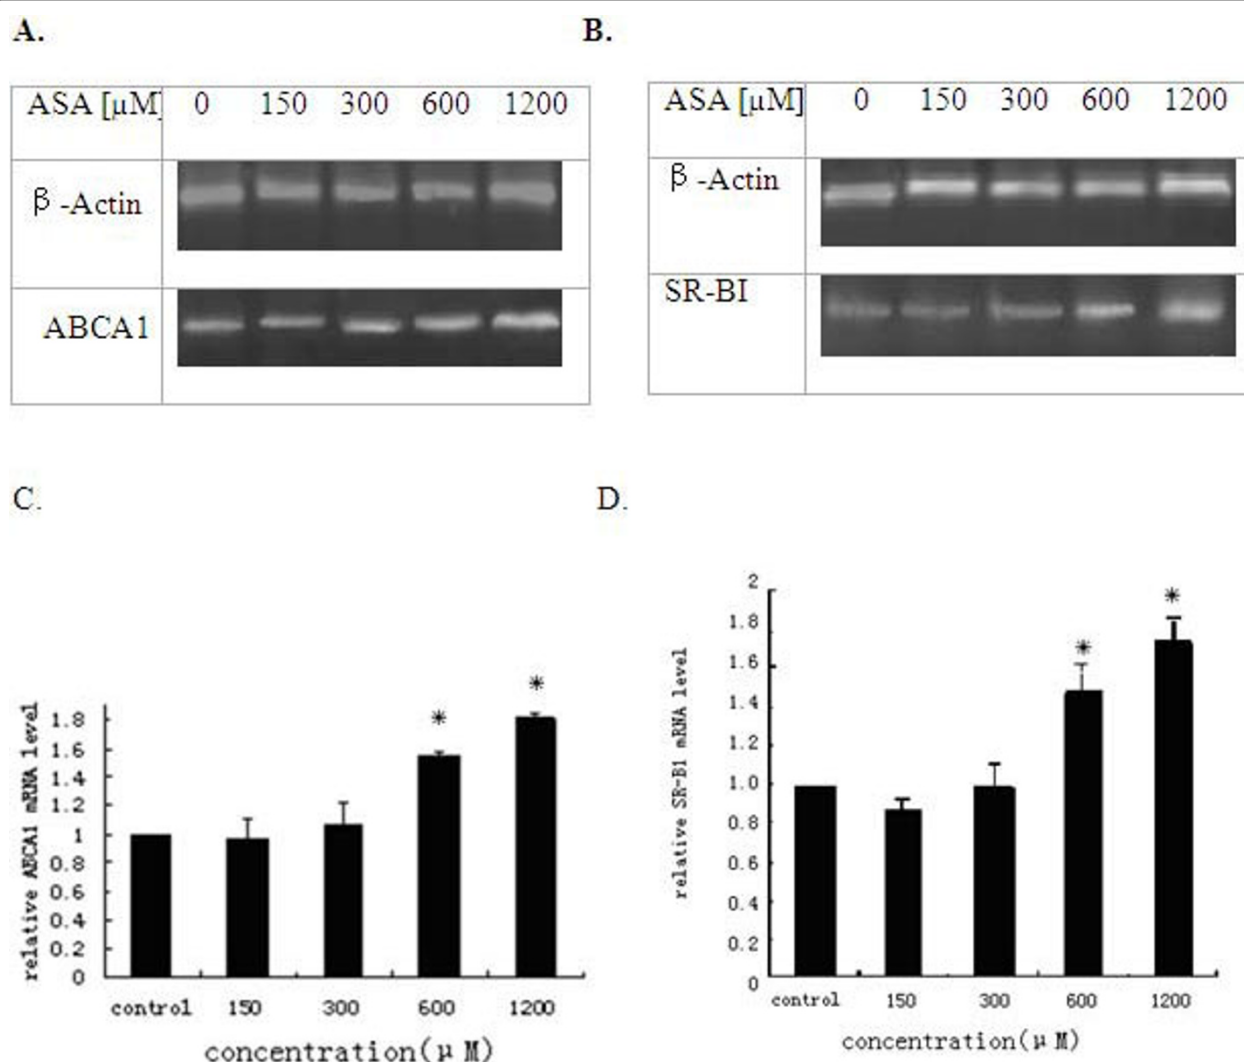 A.
B.
ASA [μM] 0 150 300 600 1200
β-Actin
ABCA1
ASA [μM] 0 150 300 600 1200
β-Actin
SR-BI
C.
D.
relative ABCA1 mRNA level
1.8
1.6
1.4
1.2
1
0.8
0.6
0.4
0.2
0
* *
control 150 300 600 1200
concentration(μM)
relative SR-B1 mRNA level
2
1.8
1.6
1.4
1.2
1.0
0.8
0.6
0.4
0.2
0
* *
control 150 300 600 1200
concentration(μM)